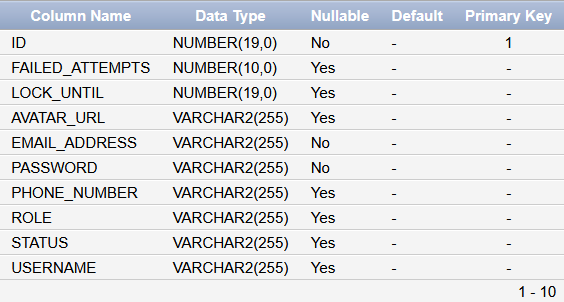 Column Name Data Type Nullable Default Primary Key
ID NUMBER(19,0) No - 1
FAILED_ATTEMPTS NUMBER(10,0) Yes - -
LOCK_UNTIL NUMBER(19,0) Yes - -
AVATAR_URL VARCHAR2(255) Yes - -
EMAIL_ADDRESS VARCHAR2(255) No - -
PASSWORD VARCHAR2(255) No - -
PHONE_NUMBER VARCHAR2(255) Yes - -
ROLE VARCHAR2(255) Yes - -
STATUS VARCHAR2(255) Yes - -
USERNAME VARCHAR2(255) Yes - -
1 - 10